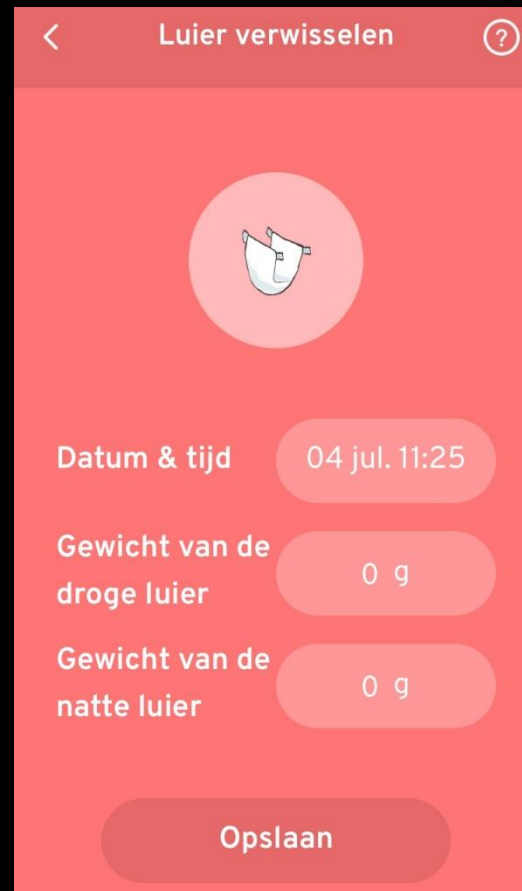 Luier verwisselen ?
Datum & tijd 04 jul. 11:25
Gewicht van de
droge luier
0 g
Gewicht van de
natte luier
0 g
Opslaan